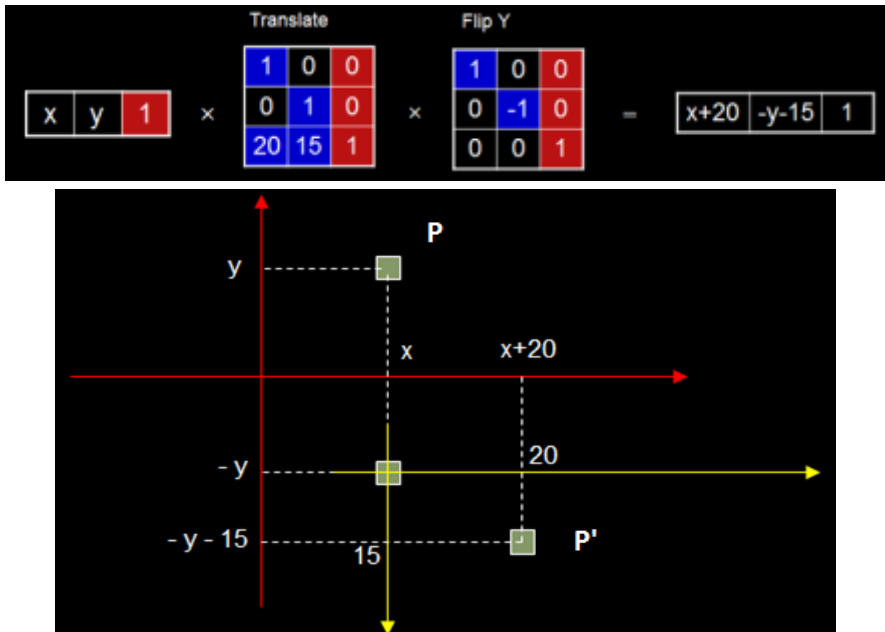 Translate Flip Y
1 0 0 1 0 0
x y 1 × 0 1 0 × 0 -1 0 = x+20 -y-15 1
20 15 1 0 0 1
P
y
x x+20
- y 20
- y - 15 15 P'